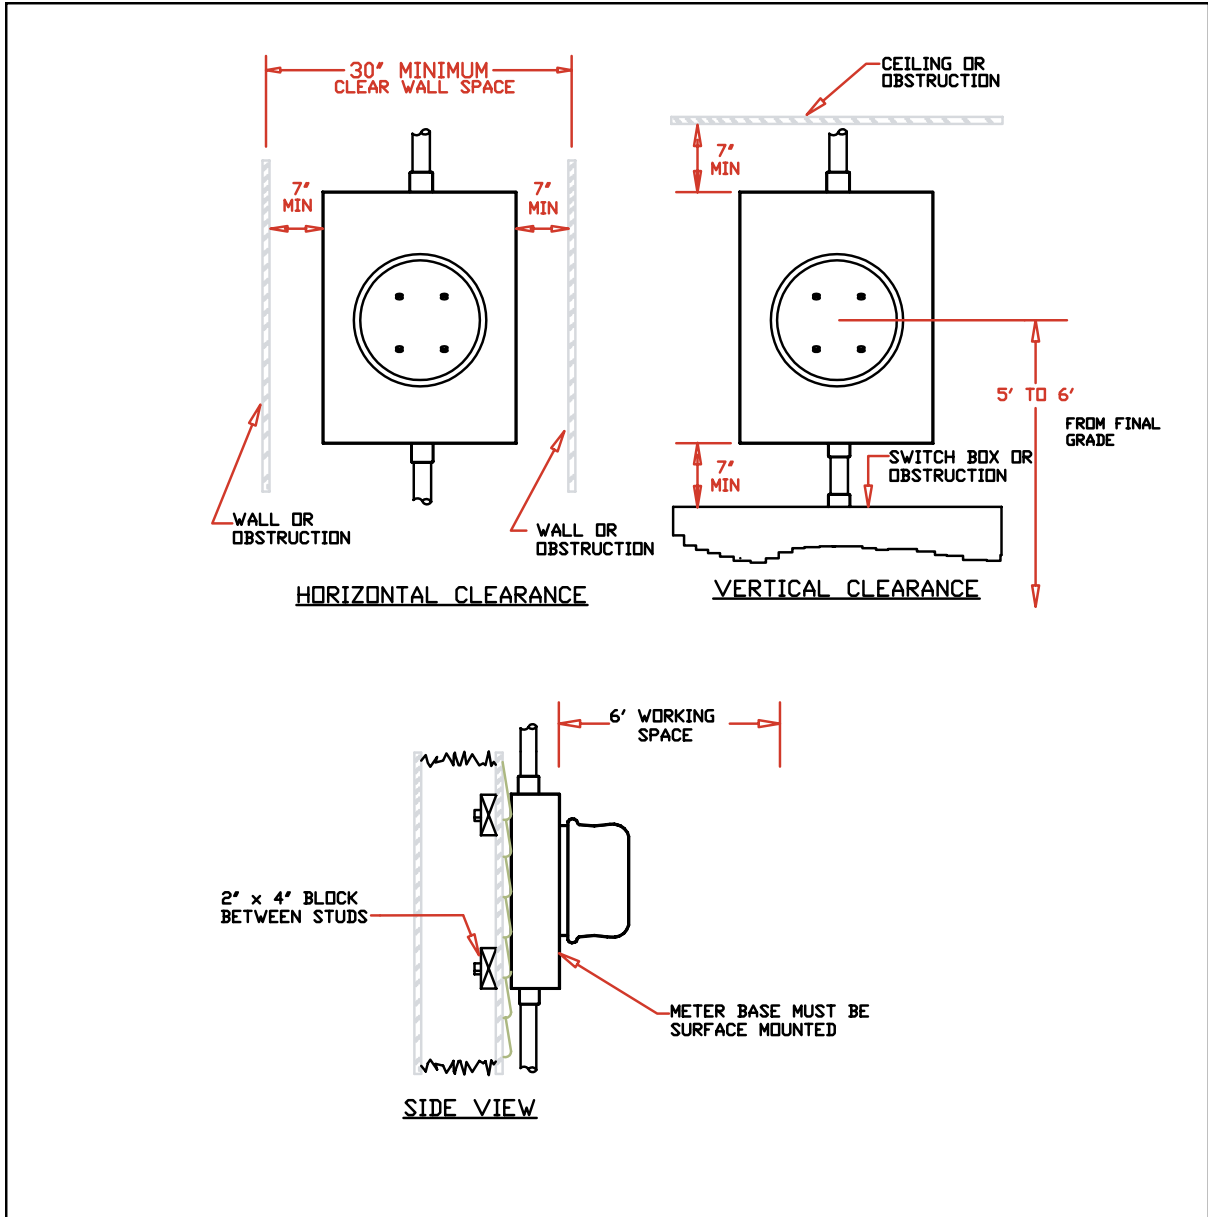 30" MINIMUM
CLEAR WALL SPACE
7"
MIN
7"
MIN
WALL OR
OBSTRUCTION
WALL OR
OBSTRUCTION
HORIZONTAL CLEARANCE
CEILING OR
OBSTRUCTION
7"
MIN
5' TO 6'
FROM FINAL
GRADE
7"
MIN
SWITCH BOX OR
OBSTRUCTION
VERTICAL CLEARANCE
6' WORKING
SPACE
2" x 4" BLOCK
BETWEEN STUDS
METER BASE MUST BE
SURFACE MOUNTED
SIDE VIEW